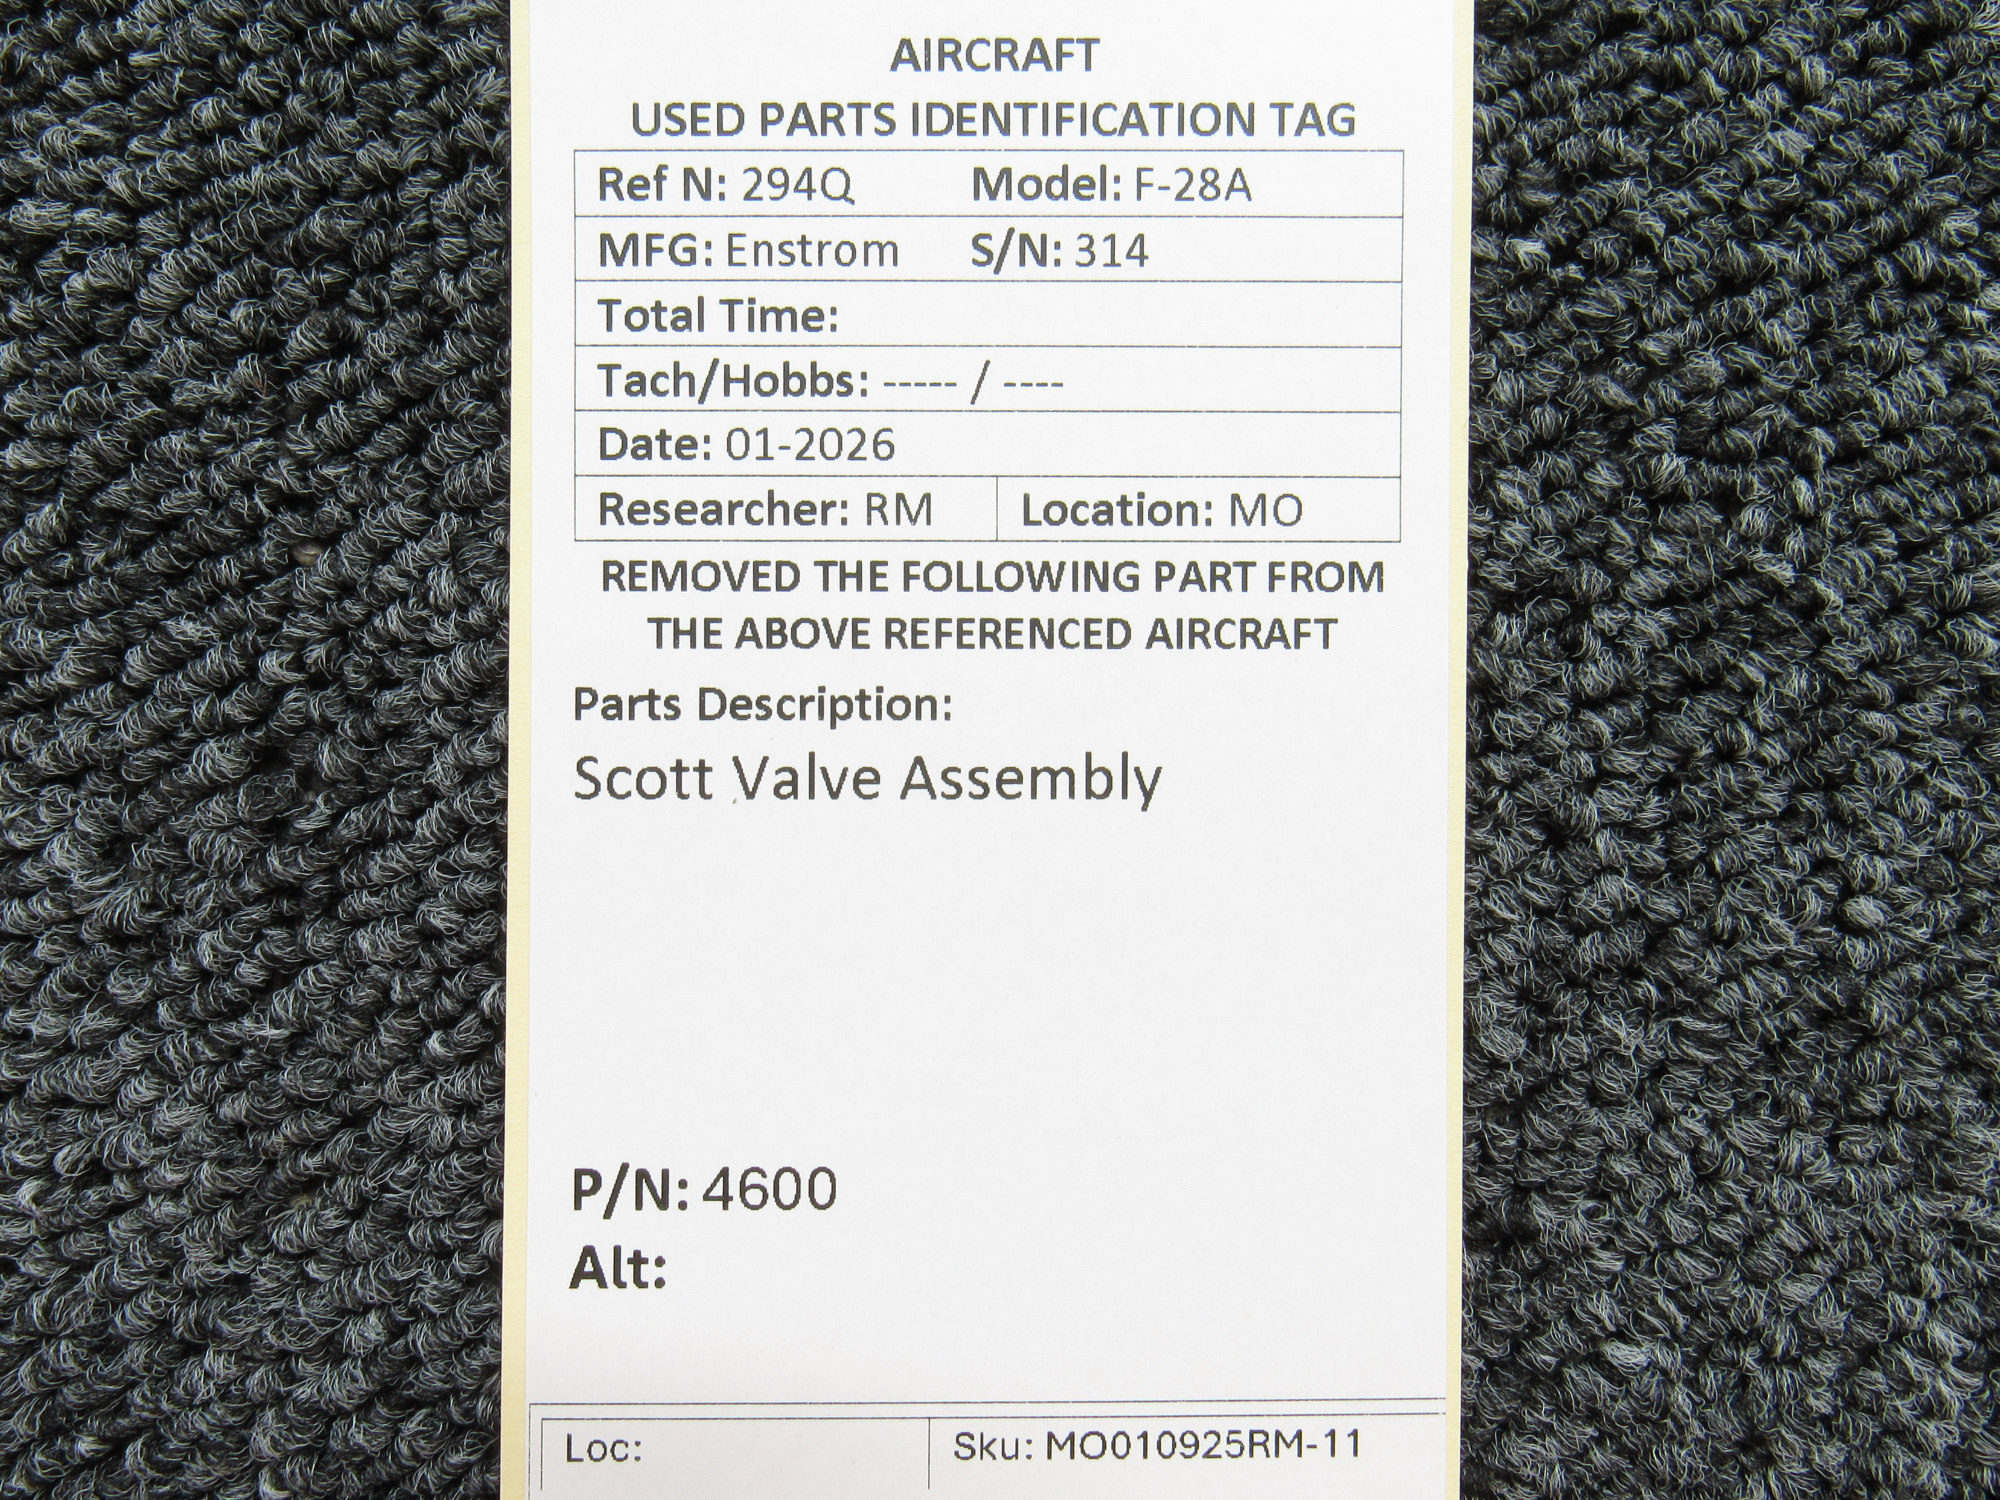 AIRCRAFT
USED PARTS IDENTIFICATION TAG
Ref N: 294Q Model: F-28A
MFG: Enstrom S/N: 314
Total Time:
Tach/Hobbs: ----- / ----
Date: 01-2026
Researcher: RM Location: MO
REMOVED THE FOLLOWING PART FROM
THE ABOVE REFERENCED AIRCRAFT
Parts Description:
Scott Valve Assembly
P/N: 4600
Alt:
Loc: Sku: MO010925RM-11